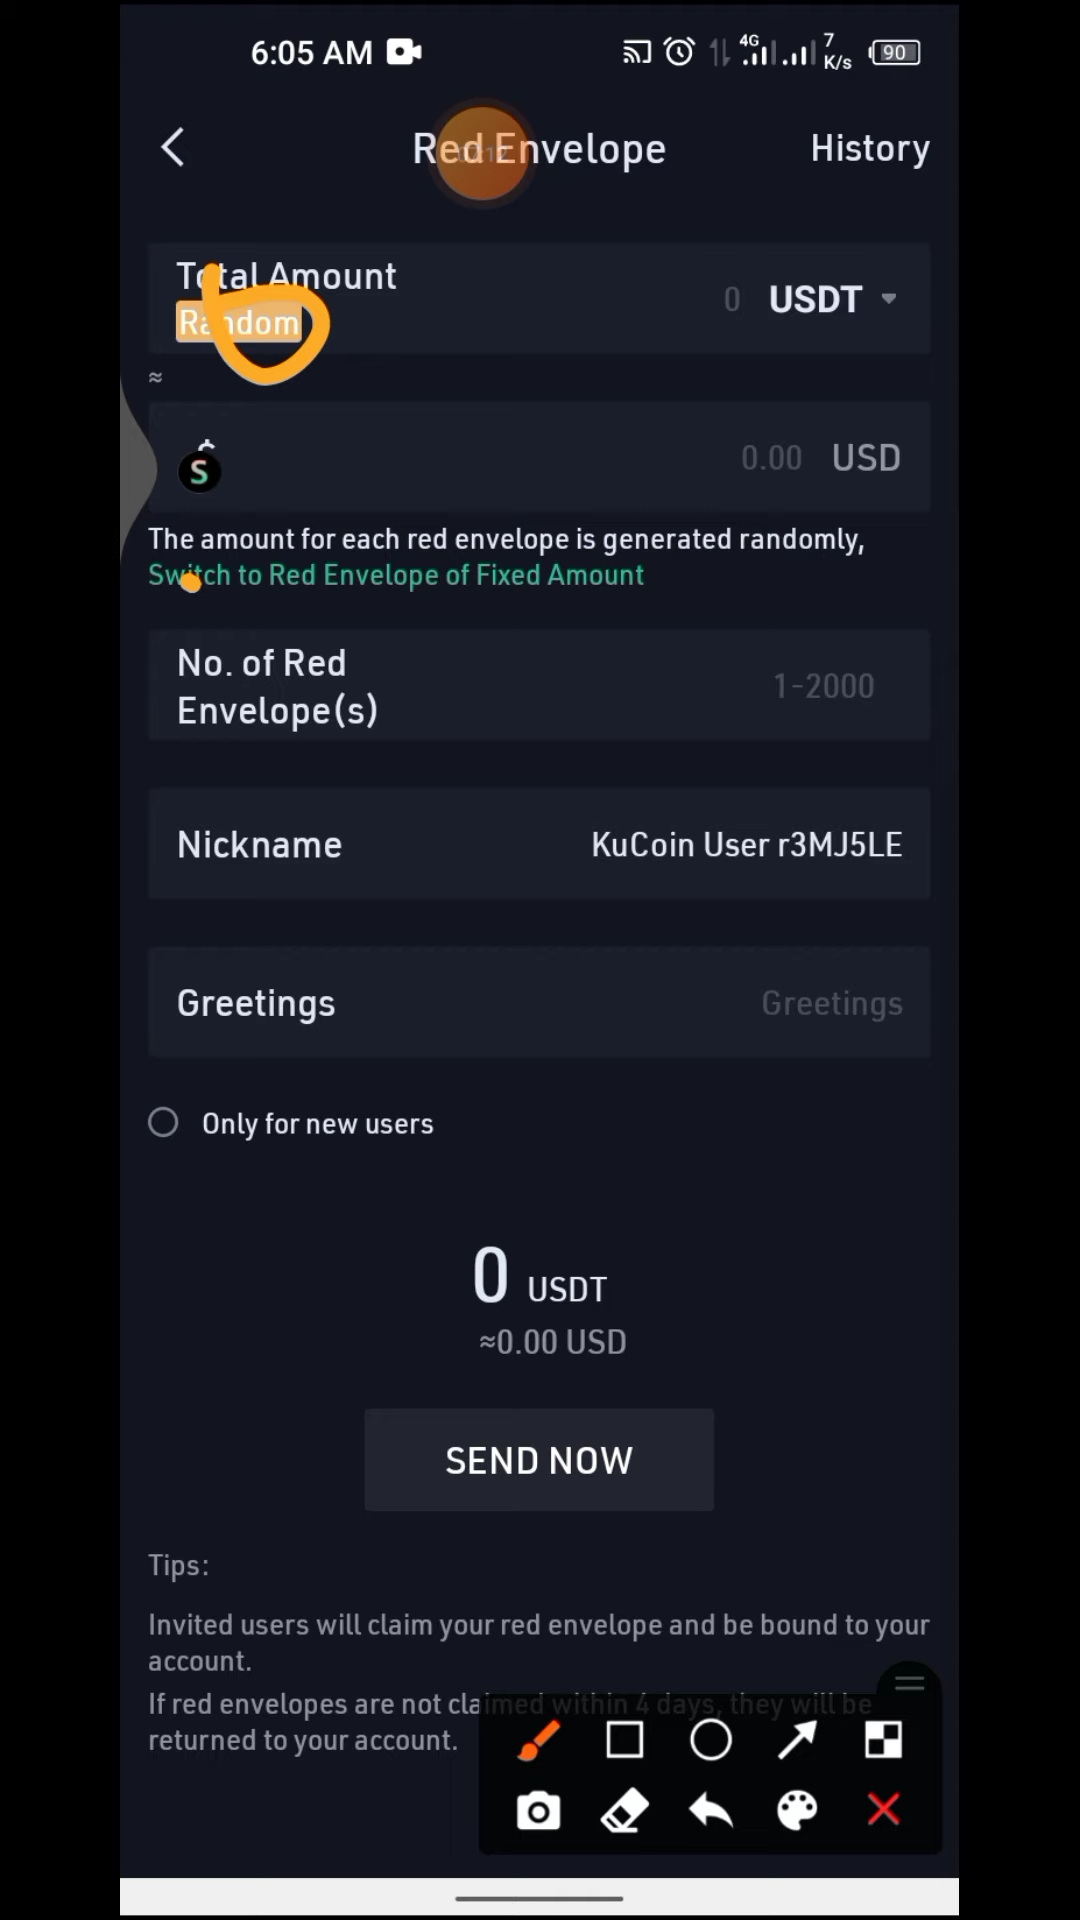 6:05 AM
4G
7
K/s
90
Red Envelope
History
Total Amount
Random
0 USDT
≈
$
S
0.00 USD
The amount for each red envelope is generated randomly,
Switch to Red Envelope of Fixed Amount
No. of Red
Envelope(s)
1-2000
Nickname
KuCoin User r3MJ5LE
Greetings
Greetings
Only for new users
0 USDT
≈0.00 USD
SEND NOW
Tips:
Invited users will claim your red envelope and be bound to your
account.
If red envelopes are not claimed within 4 days, they will be
returned to your account.